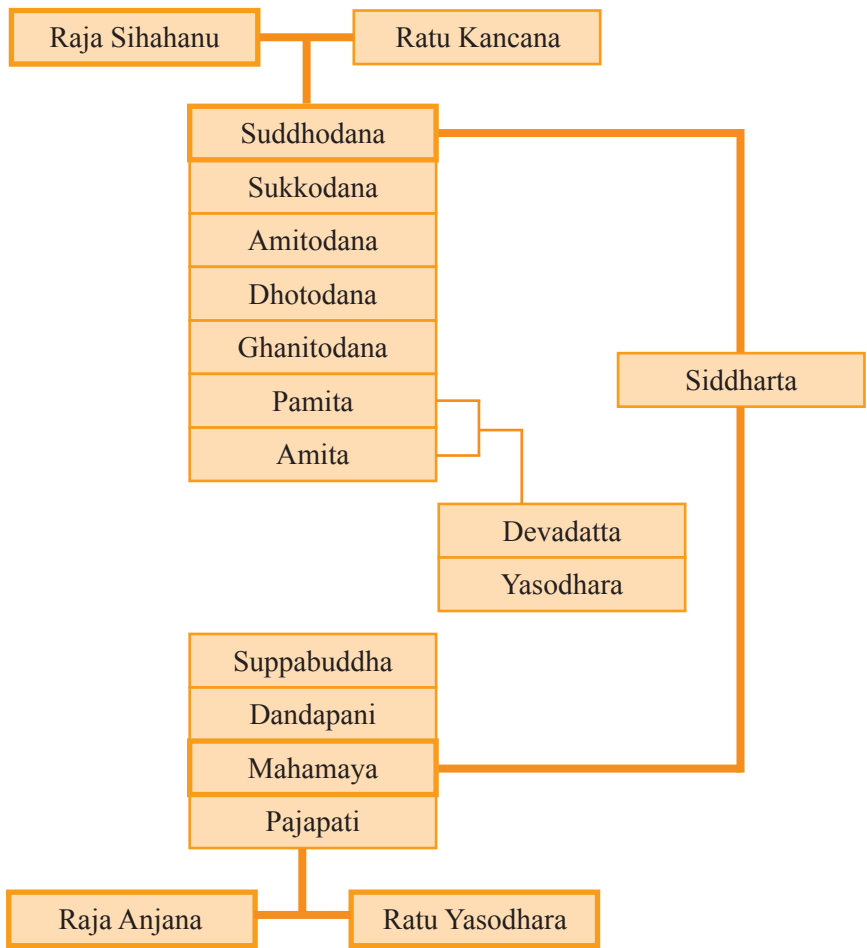 Raja Sihahanu
Ratu Kancana
Suddhodana
Sukkodana
Amitodana
Dhotodana
Ghanitodana
Pamita
Amita
Siddharta
Devadatta
Yasodhara
Suppabuddha
Dandapani
Mahamaya
Pajapati
Raja Anjana
Ratu Yasodhara